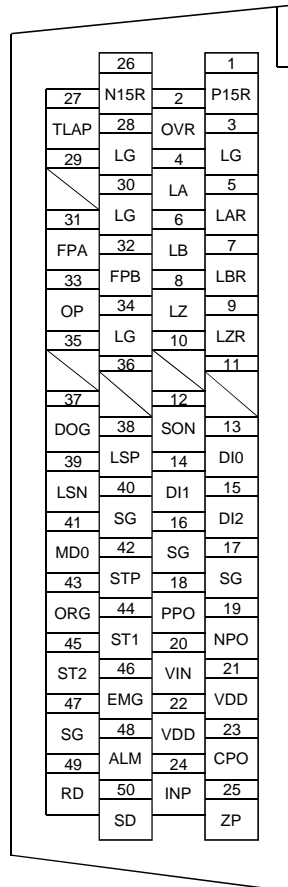 26 1
27 N15R 2 P15R
TLAP 28 OVR 3
29 LG 4 LG
30 LA 5
31 LG 6 LAR
FPA 32 LB 7
33 FPB 8 LBR
OP 34 LZ 9
35 LG 10 LZR
36 11
37 12
DOG 38 SON 13
39 LSP 14 DI0
LSN 40 DI1 15
41 SG 16 DI2
MD0 42 SG 17
43 STP 18 SG
ORG 44 PPO 19
45 ST1 20 NPO
ST2 46 VIN 21
47 EMG 22 VDD
SG 48 VDD 23
49 ALM 24 CPO
RD 50 INP 25
SD ZP